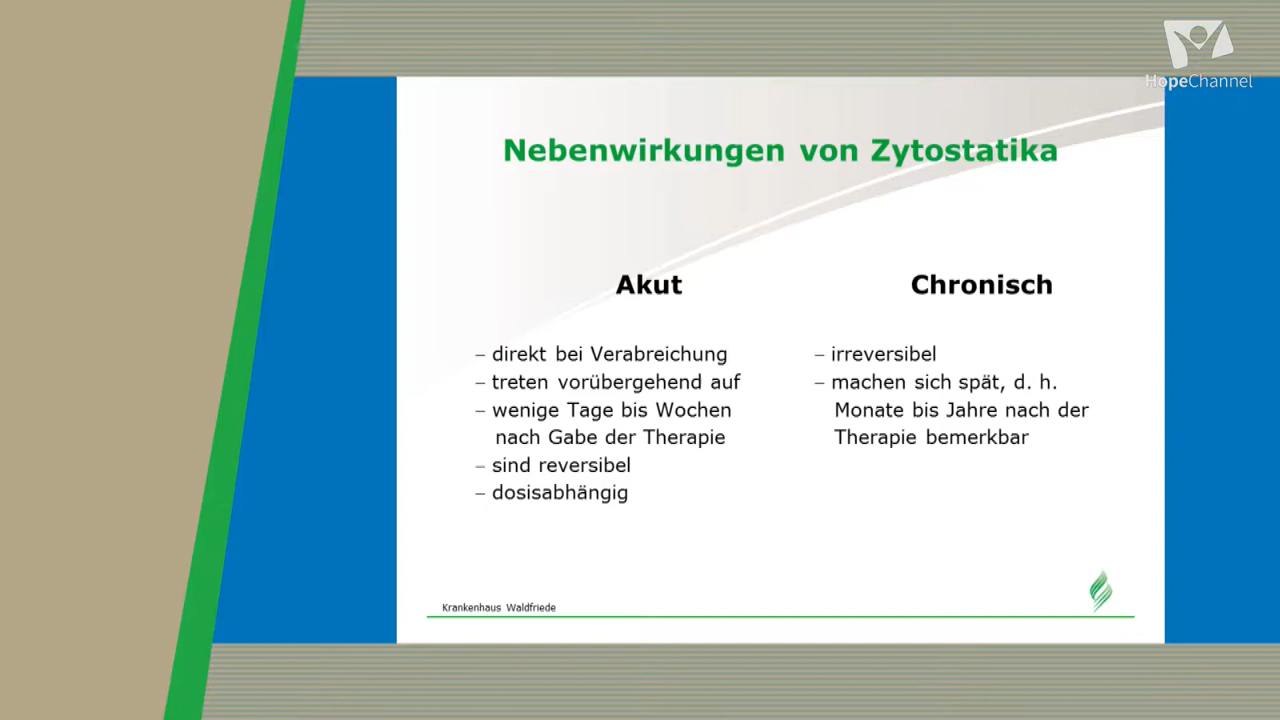 HopeChannel
Nebenwirkungen von Zytostatika
Akut
– direkt bei Verabreichung
– treten vorübergehend auf
– wenige Tage bis Wochen
nach Gabe der Therapie
– sind reversibel
– dosisabhängig
Chronisch
– irreversibel
– machen sich spät, d. h.
Monate bis Jahre nach der
Therapie bemerkbar
Krankenhaus Waldfriede